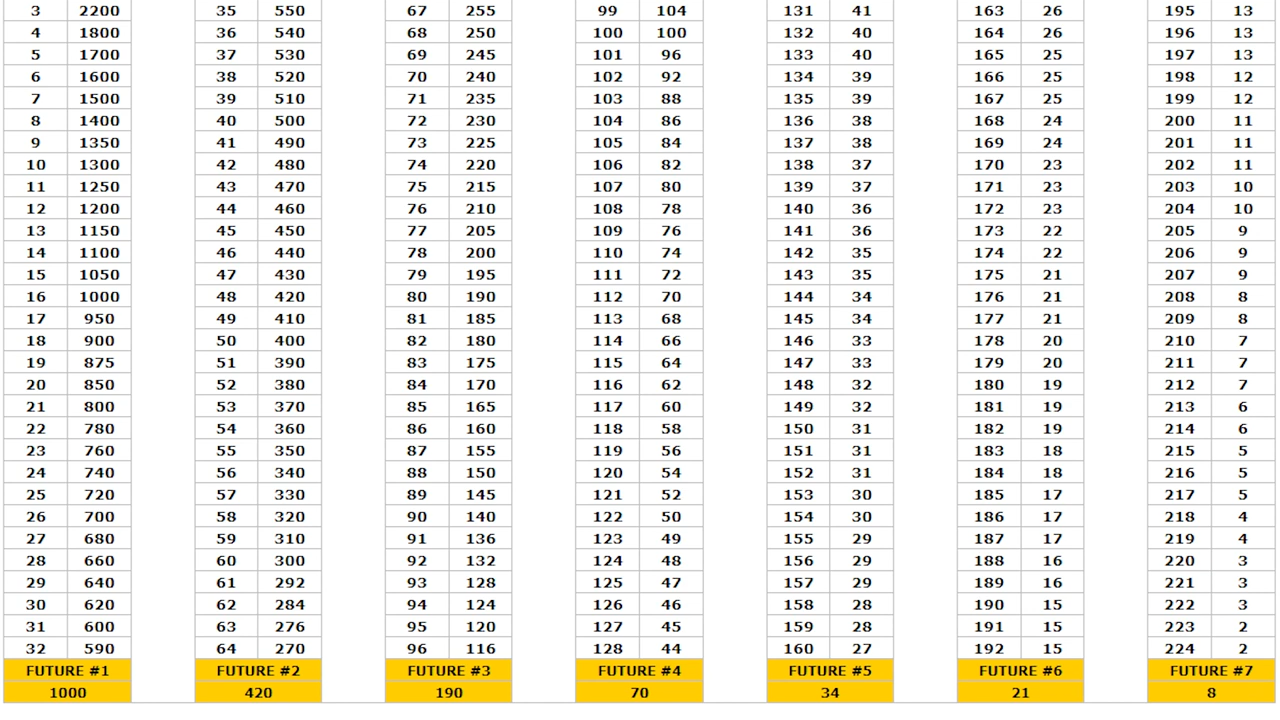 3 2200 35 550 67 255 99 104 131 41 163 26 195 13
4 1800 36 540 68 250 100 100 132 40 164 26 196 13
5 1700 37 530 69 245 101 96 133 40 165 25 197 13
6 1600 38 520 70 240 102 92 134 39 166 25 198 12
7 1500 39 510 71 235 103 88 135 39 167 25 199 12
8 1400 40 500 72 230 104 86 136 38 168 24 200 11
9 1350 41 490 73 225 105 84 137 38 169 24 201 11
10 1300 42 480 74 220 106 82 138 37 170 23 202 11
11 1250 43 470 75 215 107 80 139 37 171 23 203 10
12 1200 44 460 76 210 108 78 140 36 172 23 204 10
13 1150 45 450 77 205 109 76 141 36 173 22 205 9
14 1100 46 440 78 200 110 74 142 35 174 22 206 9
15 1050 47 430 79 195 111 72 143 35 175 21 207 9
16 1000 48 420 80 190 112 70 144 34 176 21 208 8
17 950 49 410 81 185 113 68 145 34 177 21 209 8
18 900 50 400 82 180 114 66 146 33 178 20 210 7
19 875 51 390 83 175 115 64 147 33 179 20 211 7
20 850 52 380 84 170 116 62 148 32 180 19 212 7
21 800 53 370 85 165 117 60 149 32 181 19 213 6
22 780 54 360 86 160 118 58 150 31 182 19 214 6
23 760 55 350 87 155 119 56 151 31 183 18 215 5
24 740 56 340 88 150 120 54 152 31 184 18 216 5
25 720 57 330 89 145 121 52 153 30 185 17 217 5
26 700 58 320 90 140 122 50 154 30 186 17 218 4
27 680 59 310 91 136 123 49 155 29 187 17 219 4
28 660 60 300 92 132 124 48 156 29 188 16 220 3
29 640 61 292 93 128 125 47 157 29 189 16 221 3
30 620 62 284 94 124 126 46 158 28 190 15 222 3
31 600 63 276 95 120 127 45 159 28 191 15 223 2
32 590 64 270 96 116 128 44 160 27 192 15 224 2
FUTURE #1 FUTURE #2 FUTURE #3 FUTURE #4 FUTURE #5 FUTURE #6 FUTURE #7
1000 420 190 70 34 21 8